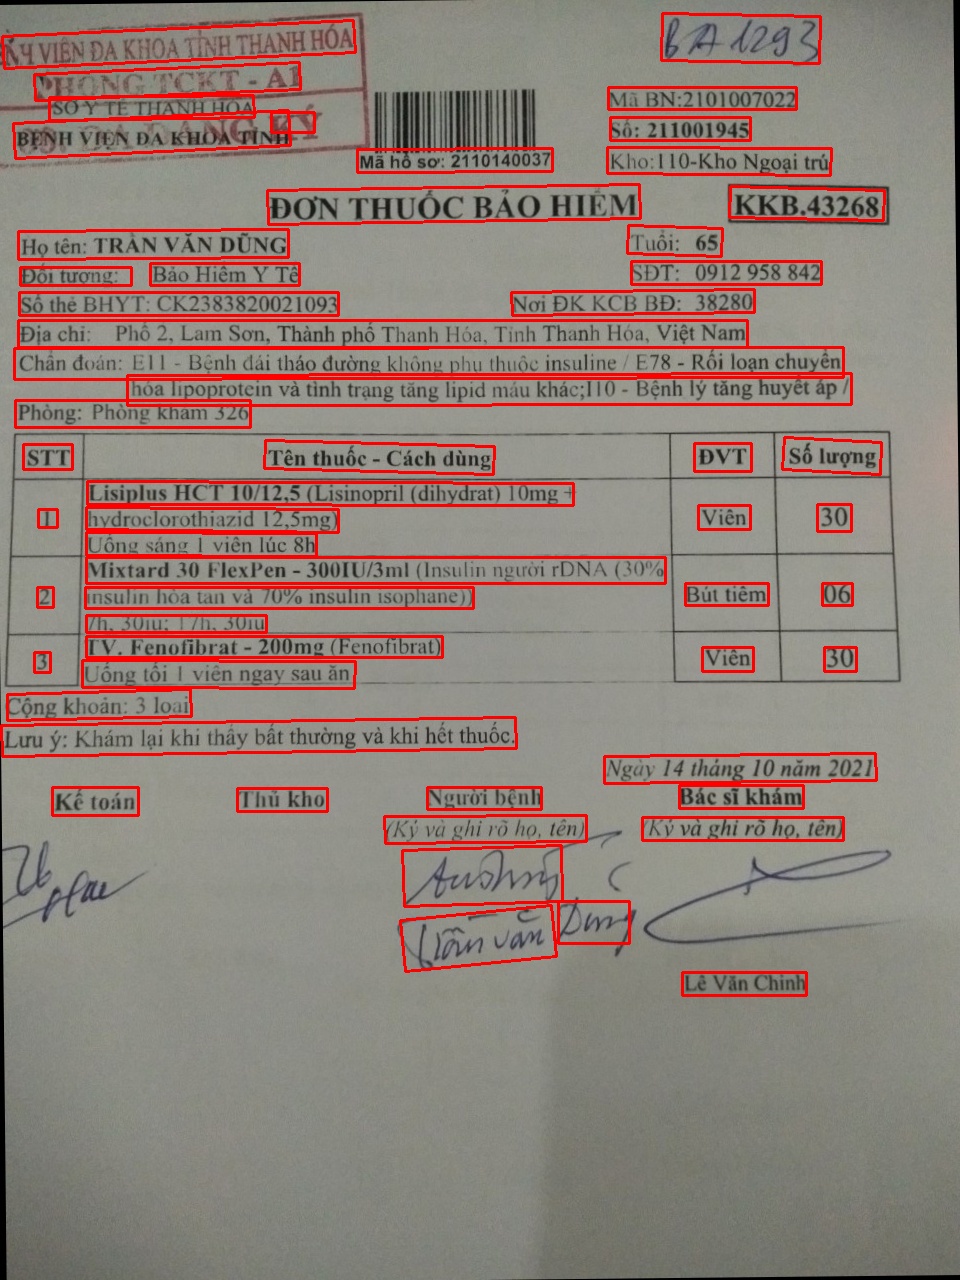 BỆNH VIỆN ĐA KHOA TỈNH THANH HÓA
PHÒNG TCKT - A1
SỞ Y TẾ THANH HÓA
BỆNH VIỆN ĐA KHOA TỈNH
BA 1293
Mã BN:2101007022
Số: 211001945
Mã hồ sơ: 2110140037
Kho:110-Kho Ngoại trú
ĐƠN THUỐC BẢO HIỂM
KKB.43268
Họ tên: TRẦN VĂN DŨNG Tuổi: 65
Đối tượng: Bảo Hiểm Y Tế SĐT: 0912 958 842
Số thẻ BHYT: CK2383820021093 Nơi ĐK KCB BĐ: 38280
Địa chỉ: Phố 2, Lam Sơn, Thành phố Thanh Hóa, Tỉnh Thanh Hóa, Việt Nam
Chẩn đoán: E11 - Bệnh đái tháo đường không phụ thuộc insuline / E78 - Rối loạn chuyển
hóa lipoprotein và tình trạng tăng lipid máu khác;I10 - Bệnh lý tăng huyết áp /
Phòng: Phòng khám 326
STT Tên thuốc - Cách dùng ĐVT Số lượng
1 Lisiplus HCT 10/12,5 (Lisinopril (dihydrat) 10mg + Viên 30
hydroclorothiazid 12,5mg)
Uống sáng 1 viên lúc 8h
2 Mixtard 30 FlexPen - 300IU/3ml (Insulin người rDNA (30% Bút tiêm 06
insulin hòa tan và 70% insulin isophane))
7h, 30iu; 17h, 30iu
3 TV. Fenofibrat - 200mg (Fenofibrat) Viên 30
Uống tối 1 viên ngay sau ăn
Cộng khoản: 3 loại
Lưu ý: Khám lại khi thấy bất thường và khi hết thuốc.
Ngày 14 tháng 10 năm 2021
Kế toán Thủ kho Người bệnh Bác sĩ khám
(Ký và ghi rõ họ, tên) (Ký và ghi rõ họ, tên)
Trần Văn Dung
Lê Văn Chinh